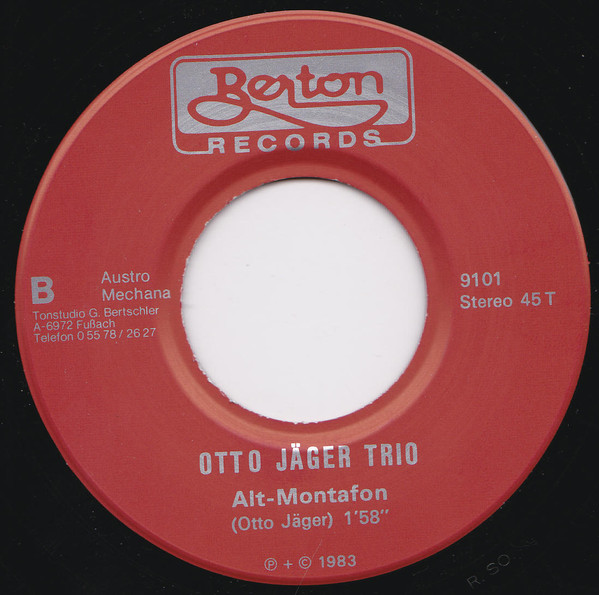 Berton
RECORDS
B
Austro
Mechana
Tonstudio G. Bertschler
A-6972 Fußach
Telefon 0 55 78 / 26 27
9101
Stereo 45 T
OTTO JÄGER TRIO
Alt-Montafon
(Otto Jäger) 1'58"
℗ + © 1983